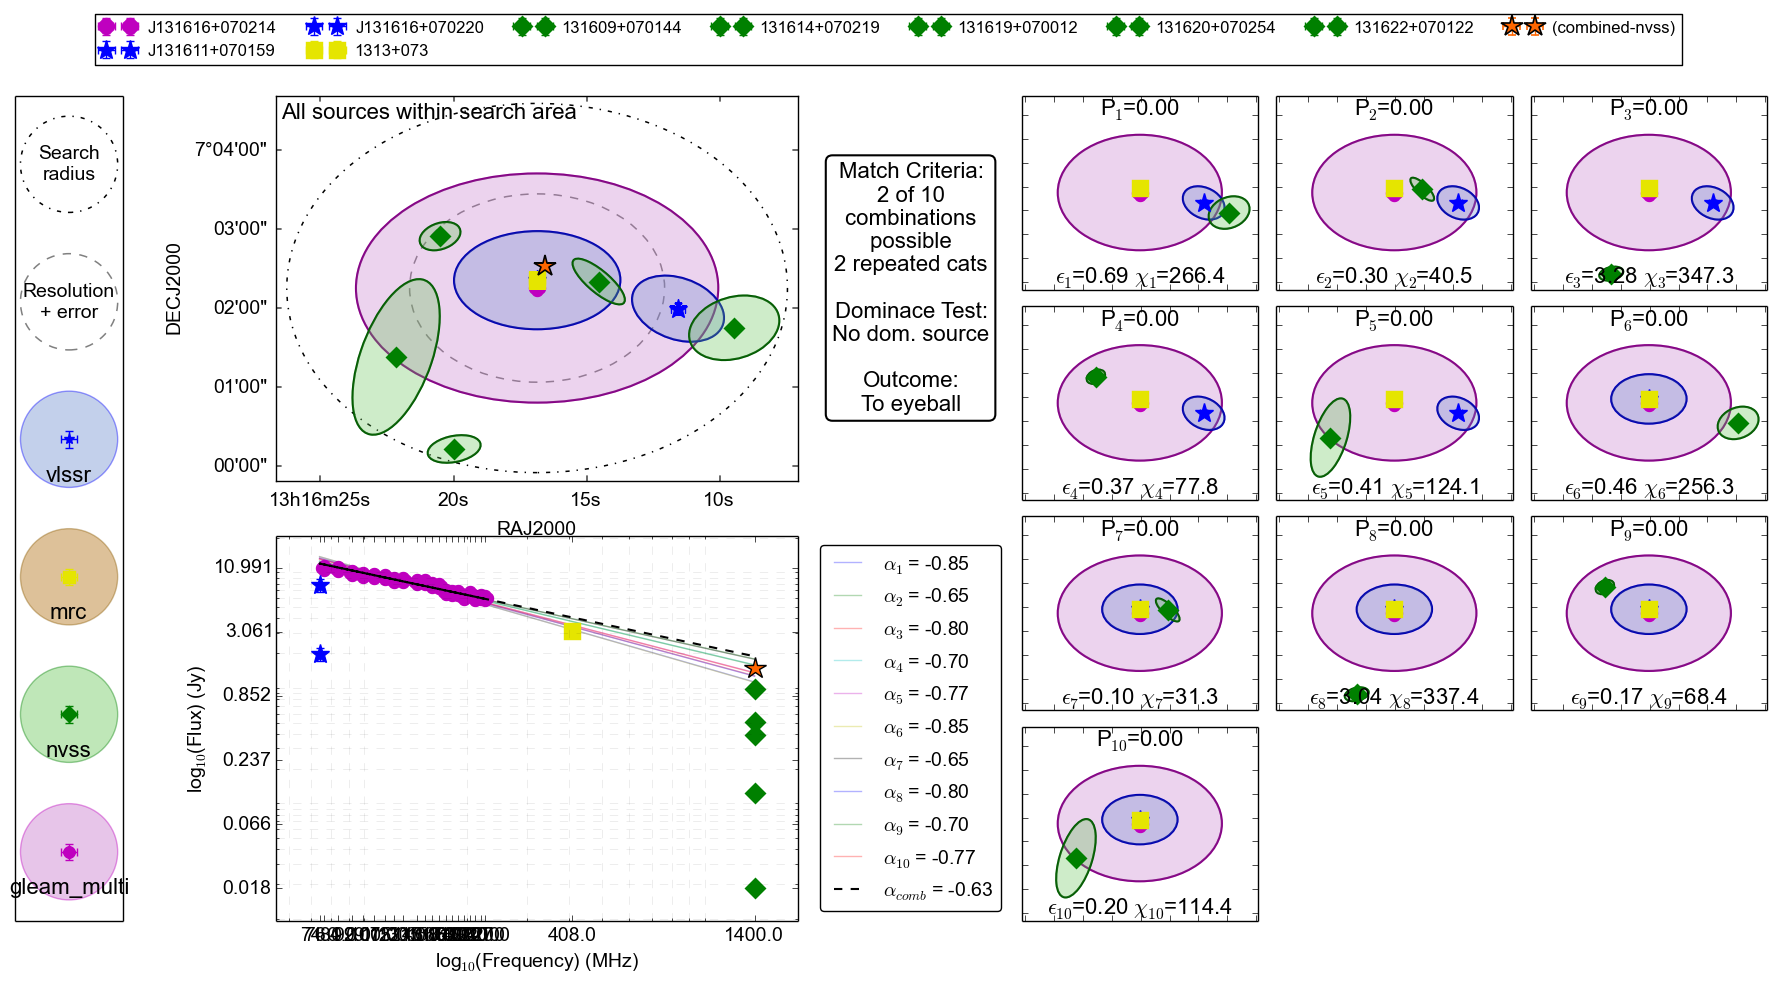 J131616+070214 J131616+070220 131609+070144 131614+070219 131619+070012 131620+070254 131622+070122 (combined-nvss)
J131611+070159 1313+073
Search
radius
Resolution
+ error
vlssr
mrc
nvss
gleam_multi
All sources within search area
DECJ2000
7°04'00"
03'00"
02'00"
01'00"
00'00"
13h16m25s 20s 15s 10s
RAJ2000
Match Criteria:
2 of 10
combinations
possible
2 repeated cats
Dominace Test:
No dom. source
Outcome:
To eyeball
log₁₀(Flux) (Jy)
10.991
3.061
0.852
0.237
0.066
0.018
408.0 1400.0
log₁₀(Frequency) (MHz)
α₁ = -0.85
α₂ = -0.65
α₃ = -0.80
α₄ = -0.70
α₅ = -0.77
α₆ = -0.85
α₇ = -0.65
α₈ = -0.80
α₉ = -0.70
α₁₀ = -0.77
α_comb = -0.63
P₁=0.00
ϵ₁=0.69 χ₁=266.4
P₂=0.00
ϵ₂=0.30 χ₂=40.5
P₃=0.00
ϵ₃=3.28 χ₃=347.3
P₄=0.00
ϵ₄=0.37 χ₄=77.8
P₅=0.00
ϵ₅=0.41 χ₅=124.1
P₆=0.00
ϵ₆=0.46 χ₆=256.3
P₇=0.00
ϵ₇=0.10 χ₇=31.3
P₈=0.00
ϵ₈=3.04 χ₈=337.4
P₉=0.00
ϵ₉=0.17 χ₉=68.4
P₁₀=0.00
ϵ₁₀=0.20 χ₁₀=114.4